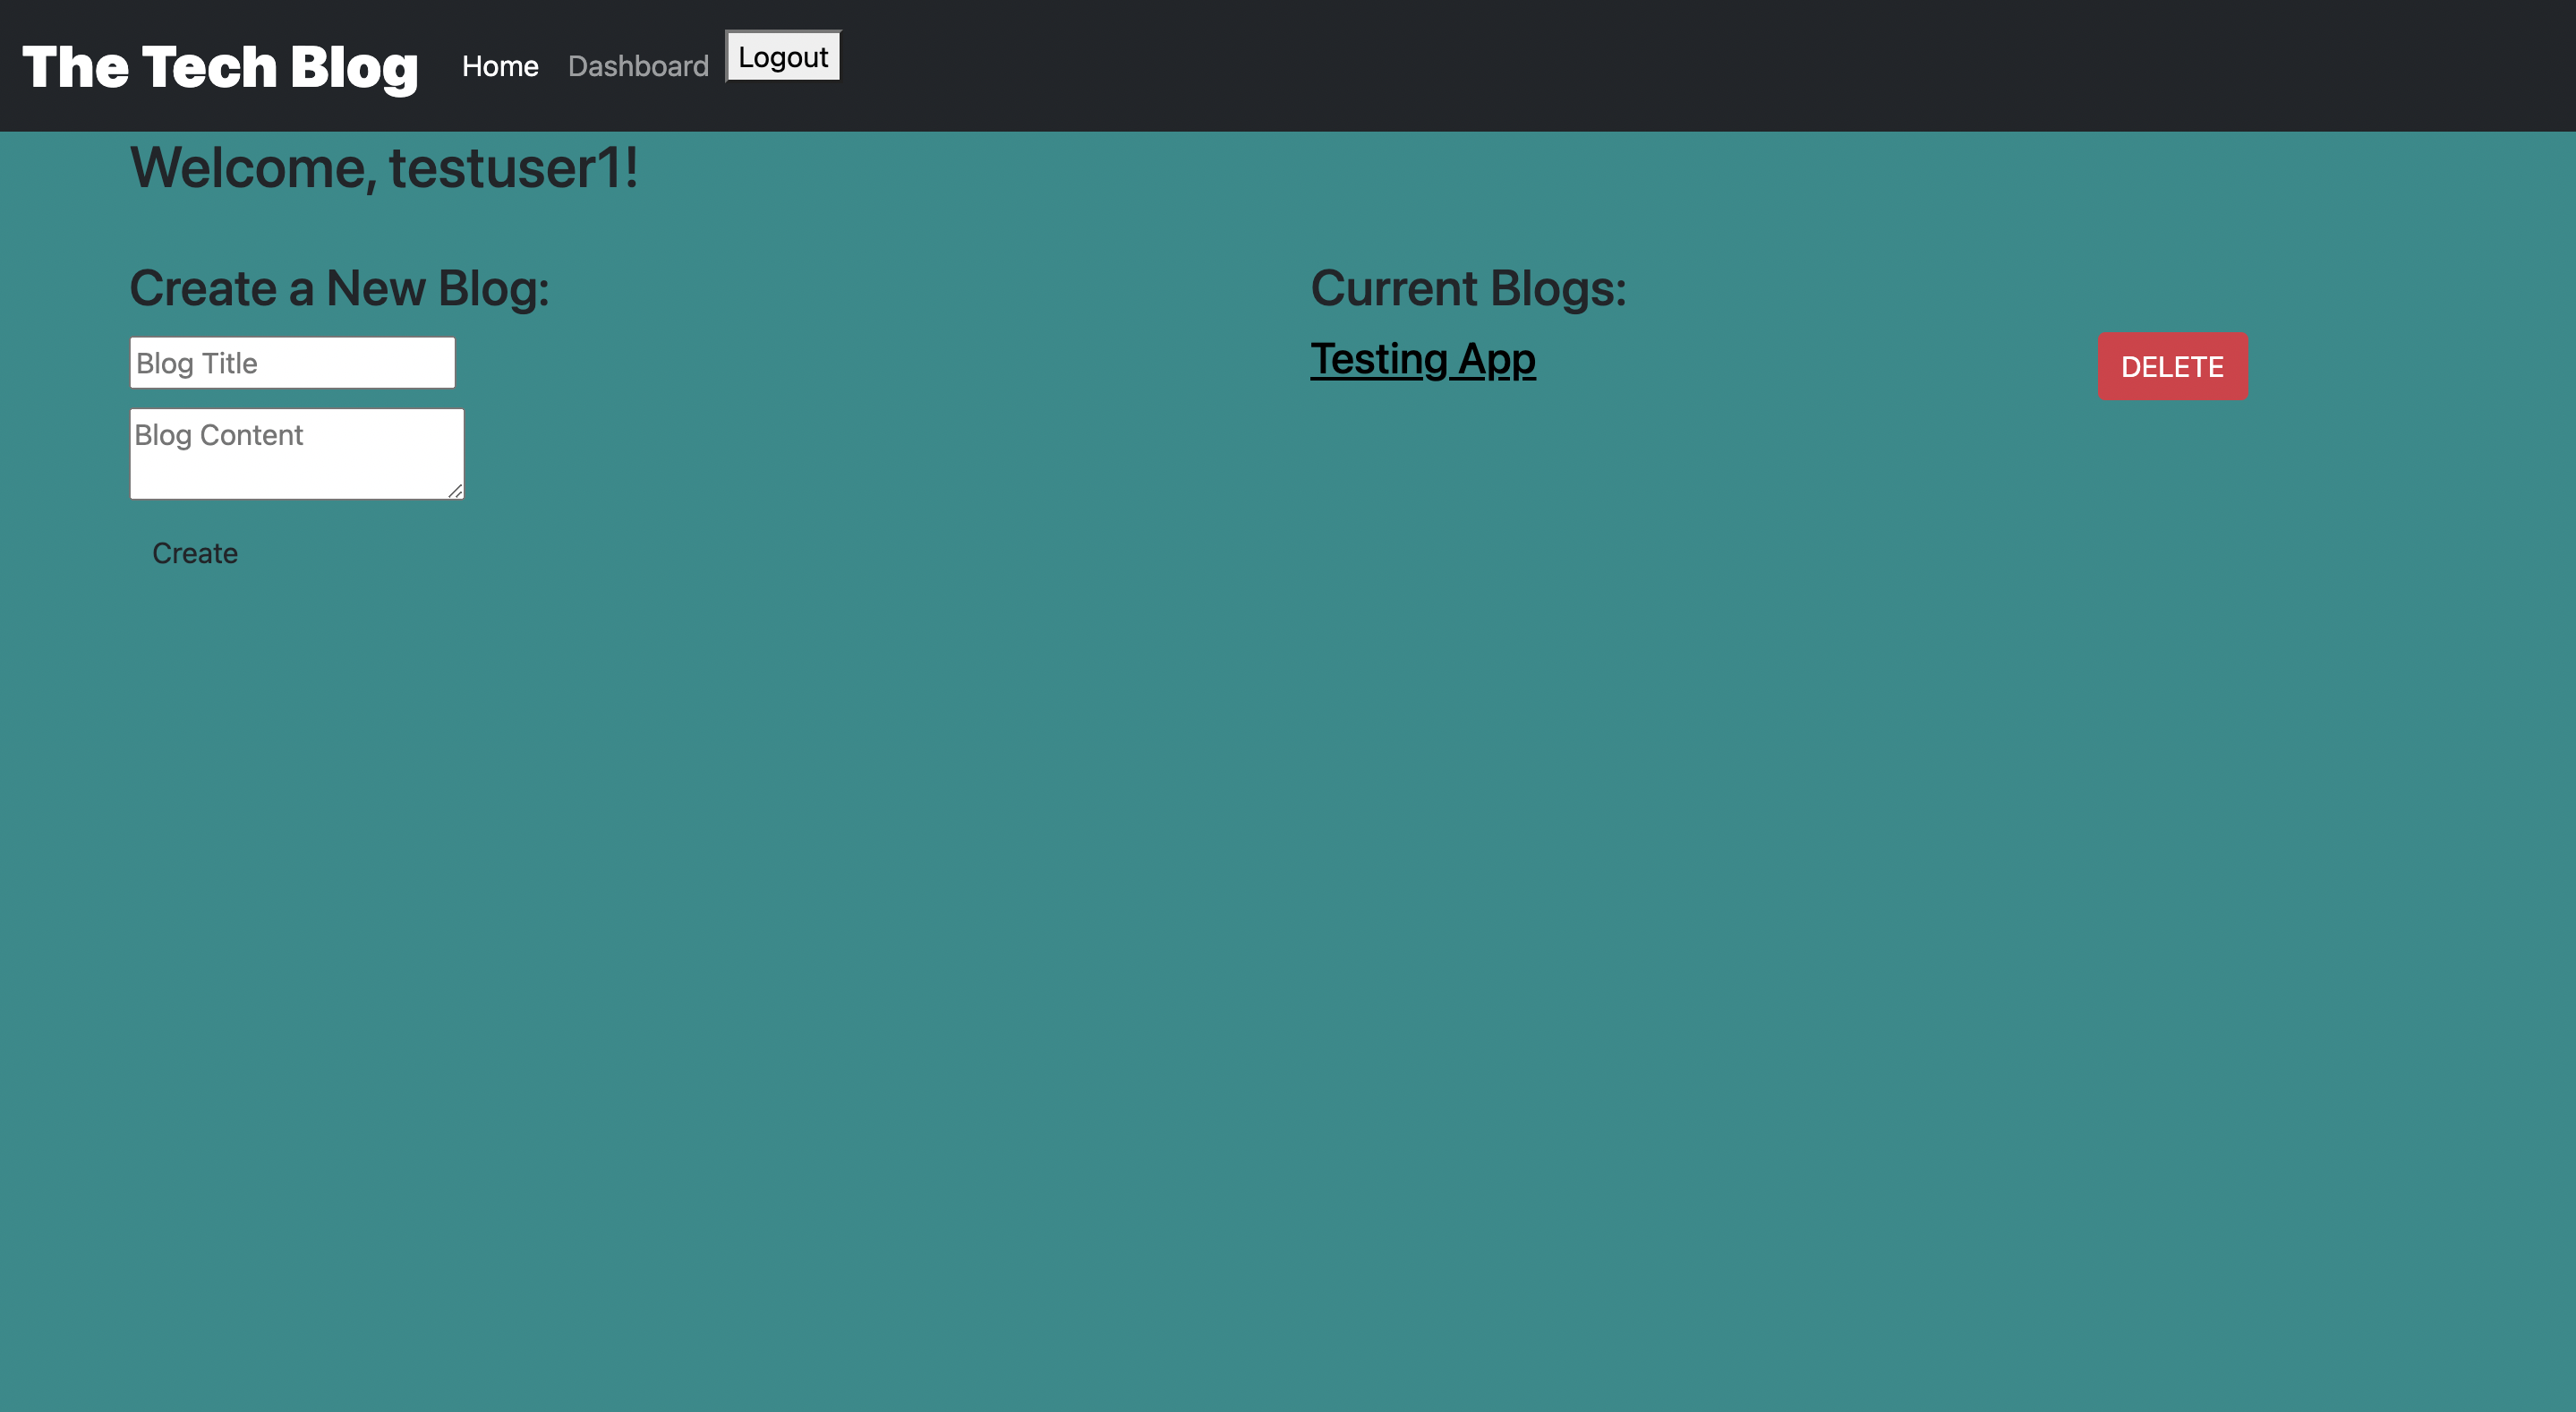 The Tech Blog Home Dashboard Logout
Welcome, testuser1!
Create a New Blog:
Blog Title
Blog Content
Create
Current Blogs:
Testing App DELETE